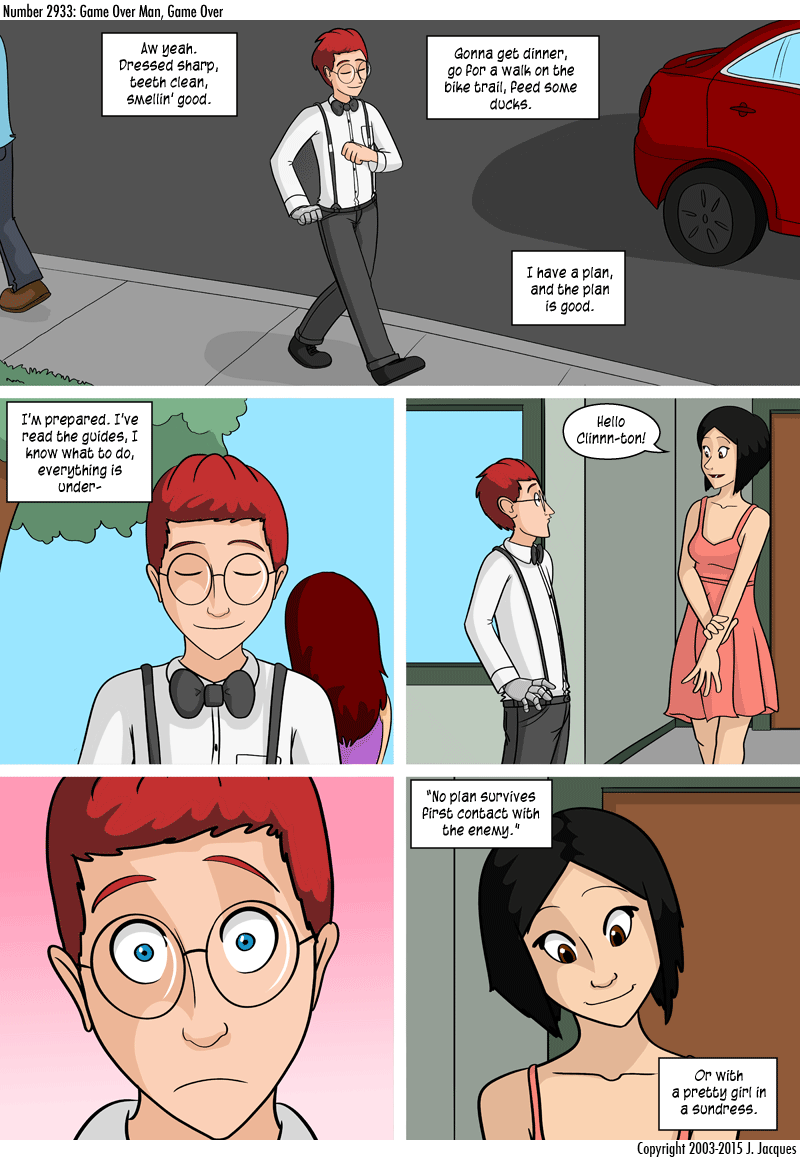 Number 2933: Game Over Man, Game Over
Aw yeah.
Dressed sharp,
teeth clean,
smellin' good.
Gonna get dinner,
go for a walk on the
bike trail, feed some
ducks.
I have a plan,
and the plan
is good.
I'm prepared. I've
read the guides, I
know what to do,
everything is
under-
Hello
Clinnn-ton!
"No plan survives
first contact with
the enemy."
Or with
a pretty girl in
a sundress.
Copyright 2003-2015 J. Jacques